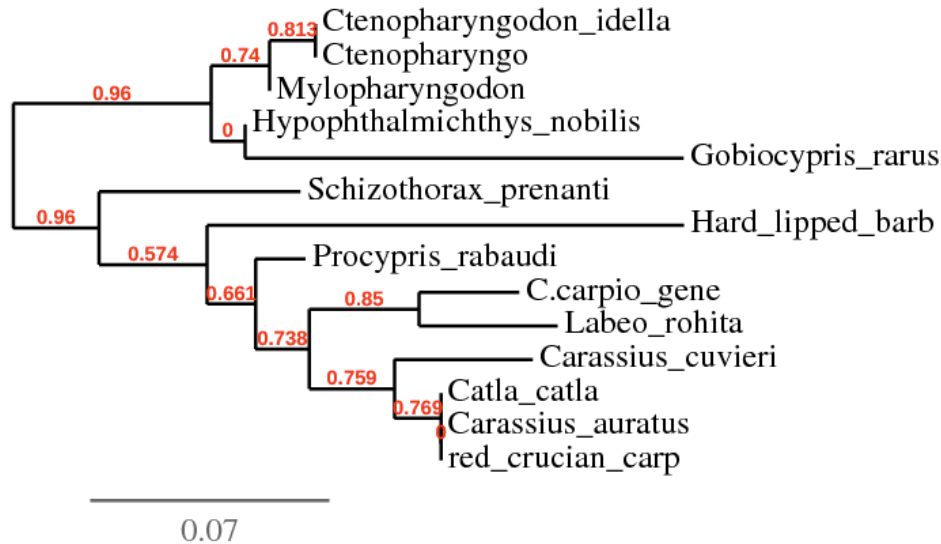 0.813 Ctenopharyngodon_idella
0.74 Ctenopharyngo
Mylopharyngodon
0.96
Hypophthalmichthys_nobilis
0
Gobiocypris_rarus
Schizothorax_prenanti
0.96
Hard_lipped_barb
0.574
Procypris_rabaudi
0.661 C.carpio_gene
0.85
Labeo_rohita
0.738
Carassius_cuvieri
0.759
Catla_catla
0.769
Carassius_auratus
0
red_crucian_carp
0.07